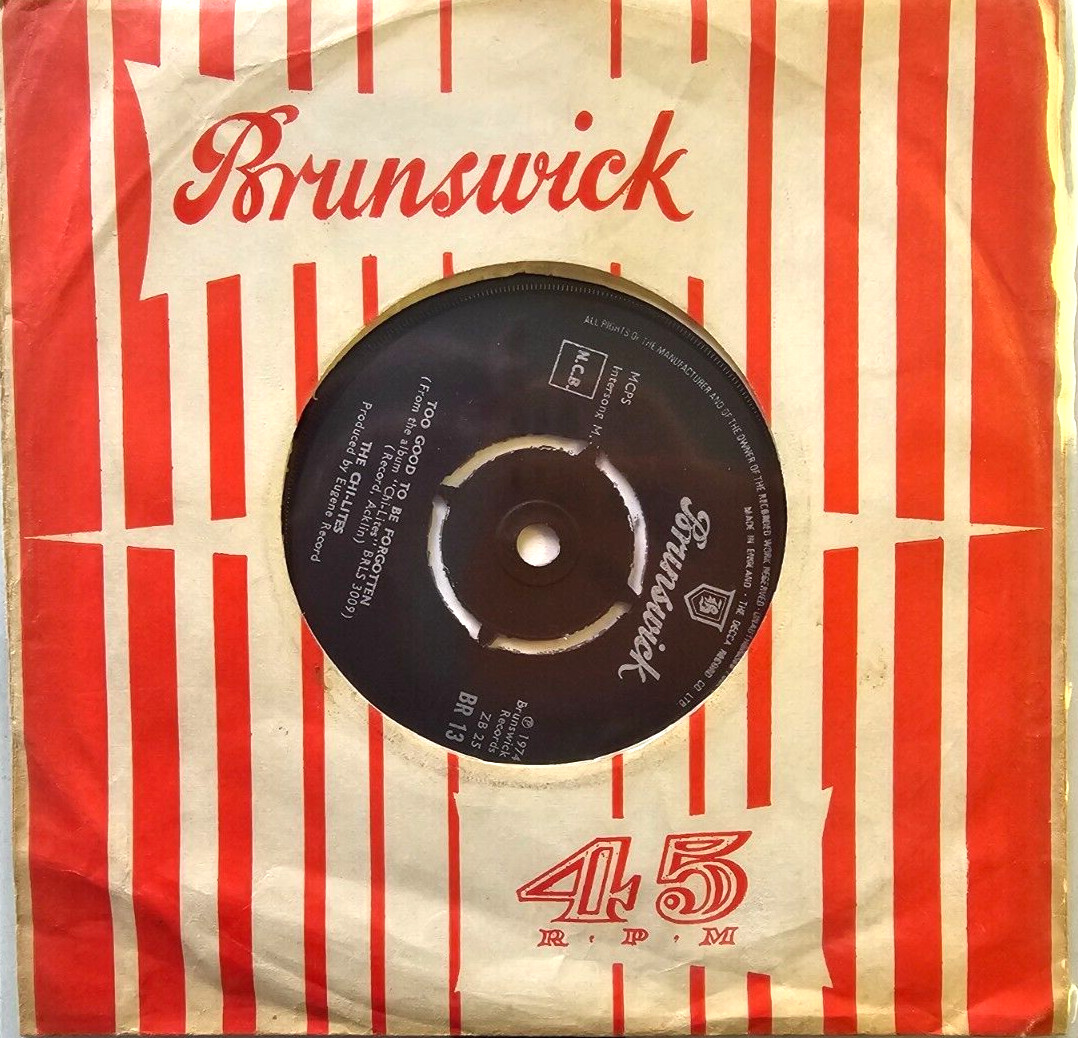 Brunswick
ALL RIGHTS OF THE MANUFACTURER AND OF THE OWNER OF THE RECORDED WORK RESERVED
MADE IN ENGLAND · THE DECCA RECORD CO LTD
Brunswick
B
MCPS
Intersong M
N.C.B.
℗ 1974
Brunswick
Records
ZB 25
BR 13
TOO GOOD TO BE FORGOTTEN
(From the album "Chi-Lites" BRLS 3009)
(Record, Acklin)
THE CHI-LITES
Produced by Eugene Record
45
R · P · M